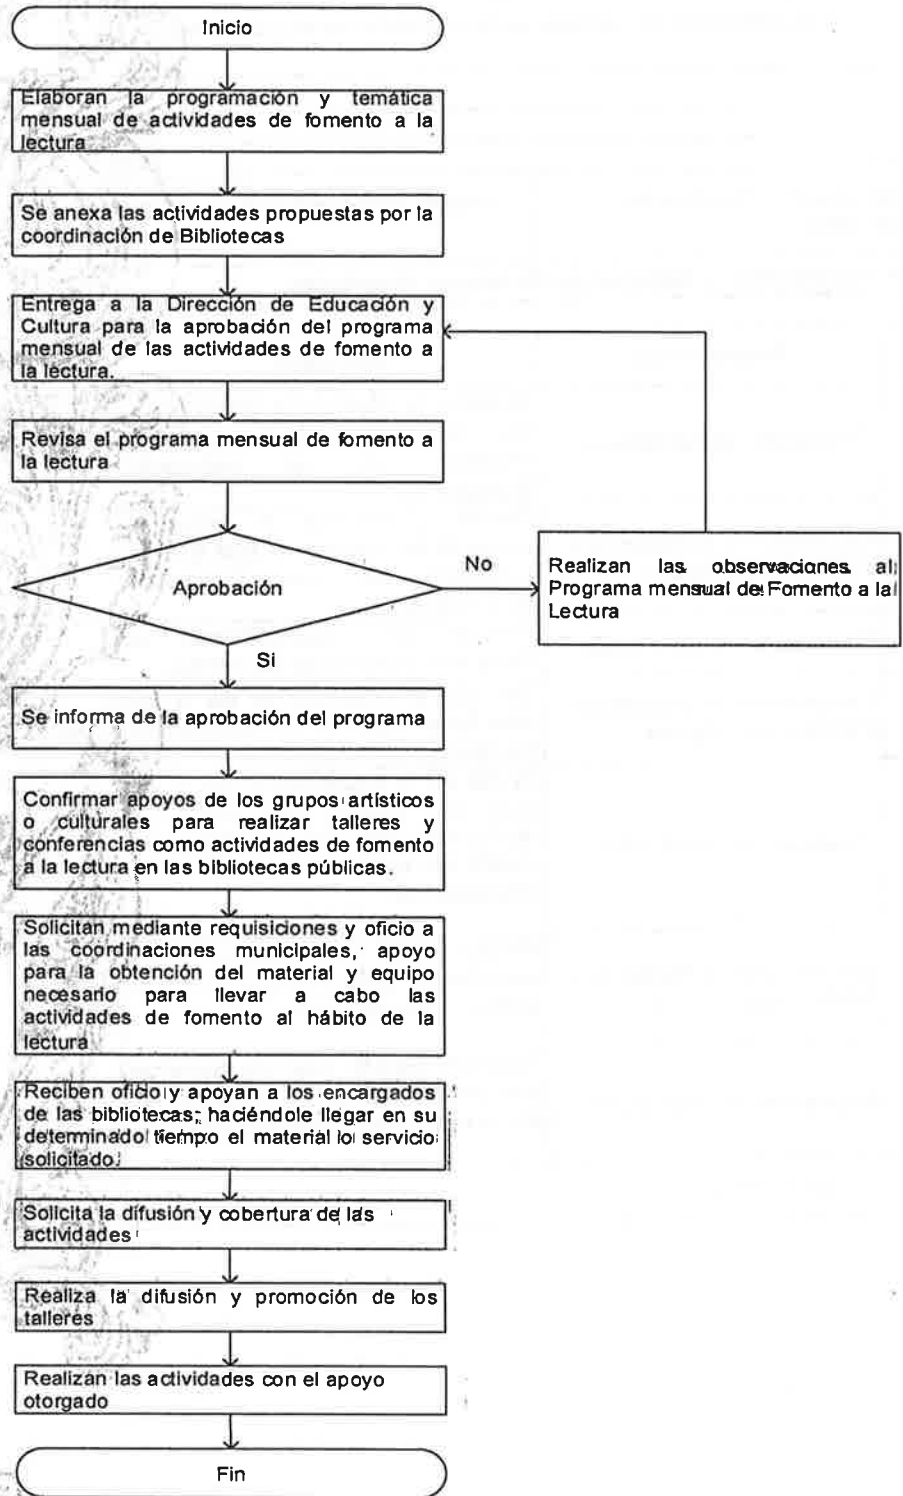 Inicio
Elaboran la programación y temática
mensual de actividades de fomento a la
lectura
Se anexa las actividades propuestas por la
coordinación de Bibliotecas
Entrega a la Dirección de Educación y
Cultura para la aprobación del programa
mensual de las actividades de fomento a
la lectura.
Revisa el programa mensual de fomento a
la lectura
Aprobación
No
Realizan las observaciones al
Programa mensual de Fomento a la
Lectura
Si
Se informa de la aprobación del programa
Confirmar apoyos de los grupos artísticos
o culturales para realizar talleres y
conferencias como actividades de fomento
a la lectura en las bibliotecas públicas.
Solicitan mediante requisiciones y oficio a
las coordinaciones municipales, apoyo
para la obtención del material y equipo
necesario para llevar a cabo las
actividades de fomento al hábito de la
lectura
Reciben oficio y apoyan a los encargados
de las bibliotecas; haciéndole llegar en su
determinado tiempo el material o servicio
solicitado.
Solicita la difusión y cobertura de las
actividades
Realiza la difusión y promoción de los
talleres
Realizan las actividades con el apoyo
otorgado
Fin